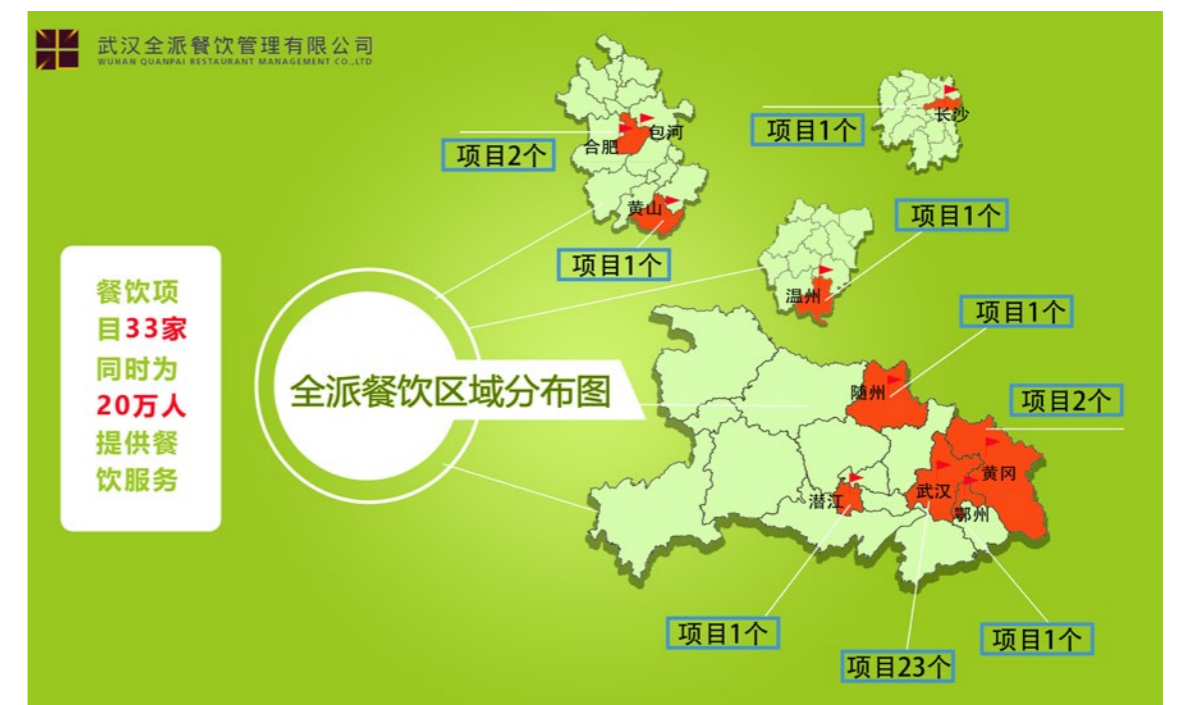 武汉全派餐饮管理有限公司
WUHAN QUANPAI RESTAURANT MANAGEMENT CO.,LTD
长沙
项目1个
包河
合肥
项目2个
黄山
项目1个
项目1个
温州
餐饮项
目33家
同时为
20万人
提供餐
饮服务
全派餐饮区域分布图
项目1个
随州
项目2个
黄冈
武汉
潜江
鄂州
项目1个
项目23个
项目1个